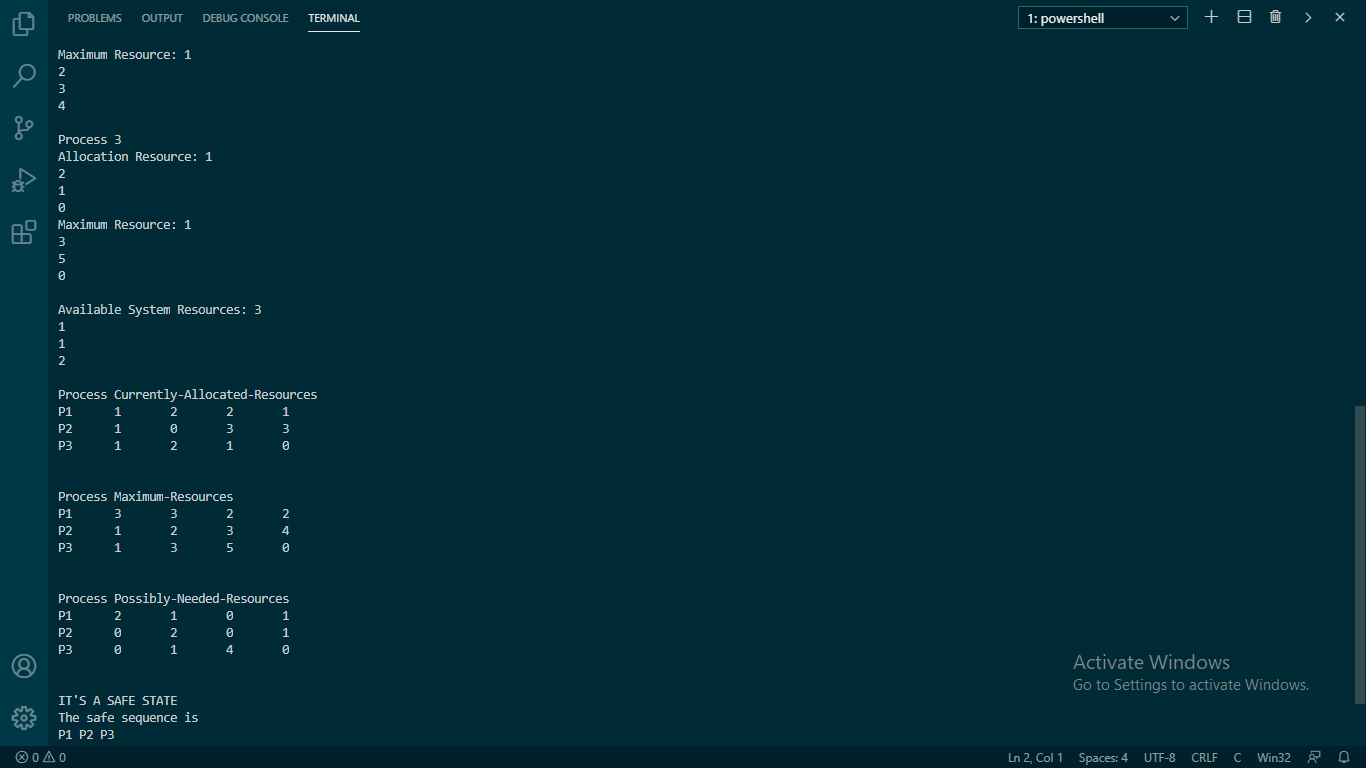 PROBLEMS OUTPUT DEBUG CONSOLE TERMINAL 1: powershell
Maximum Resource: 1
2
3
4
Process 3
Allocation Resource: 1
2
1
0
Maximum Resource: 1
3
5
0
Available System Resources: 3
1
1
2
Process Currently-Allocated-Resources
P1 1 2 2 1
P2 1 0 3 3
P3 1 2 1 0
Process Maximum-Resources
P1 3 3 2 2
P2 1 2 3 4
P3 1 3 5 0
Process Possibly-Needed-Resources
P1 2 1 0 1
P2 0 2 0 1
P3 0 1 4 0
IT'S A SAFE STATE
The safe sequence is
P1 P2 P3
Activate Windows
Go to Settings to activate Windows.
0 0 Ln 2, Col 1 Spaces: 4 UTF-8 CRLF C Win32